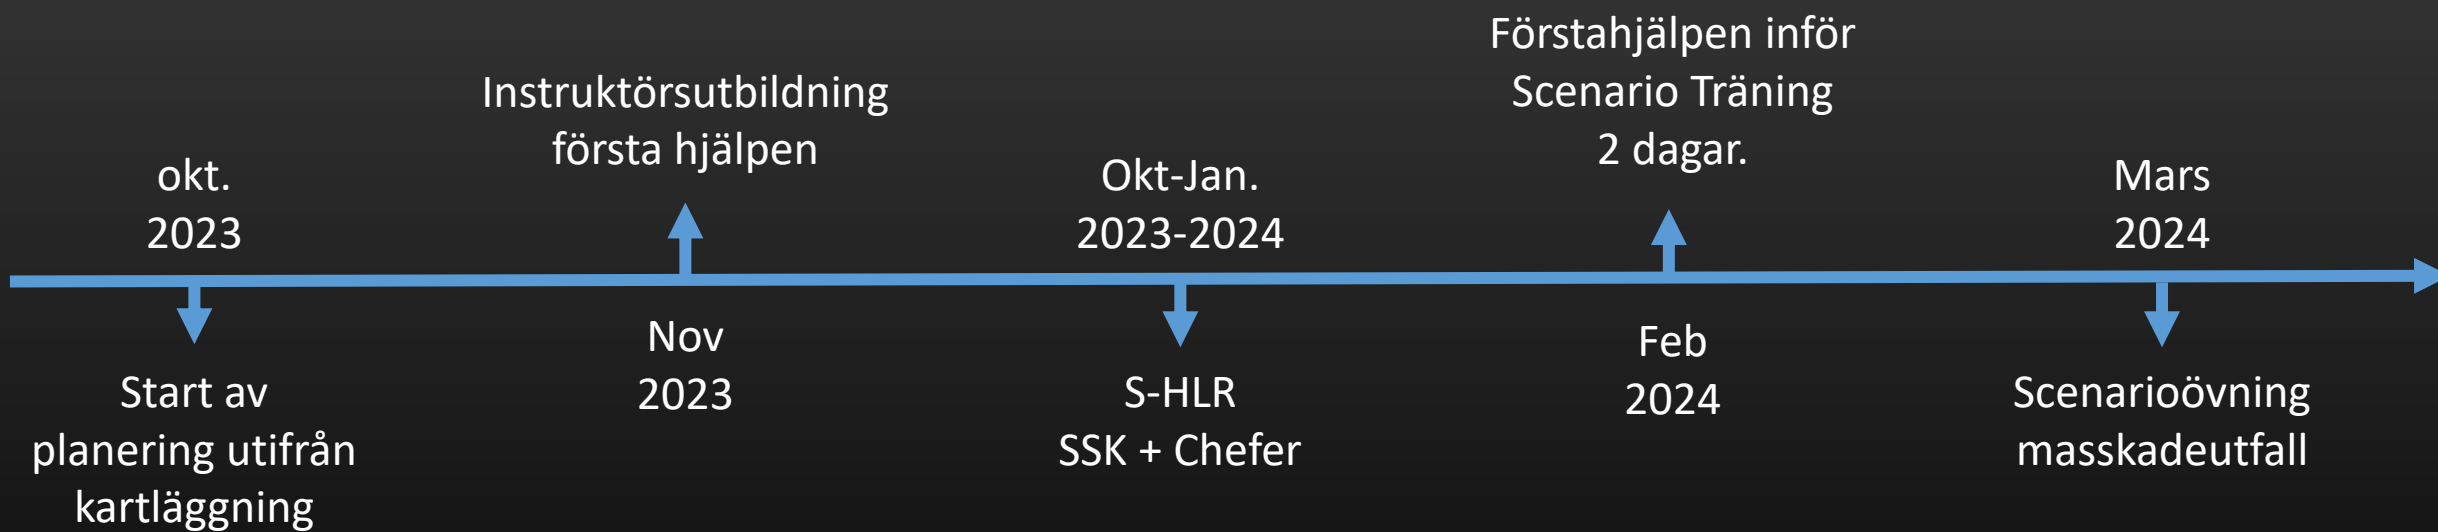 okt.
2023
Start av
planering utifrån
kartläggning
Instruktörsutbildning
första hjälpen
Nov
2023
Okt-Jan.
2023-2024
S-HLR
SSK + Chefer
Förstahjälpen inför
Scenario Träning
2 dagar.
Feb
2024
Mars
2024
Scenarioövning
masskadeutfall